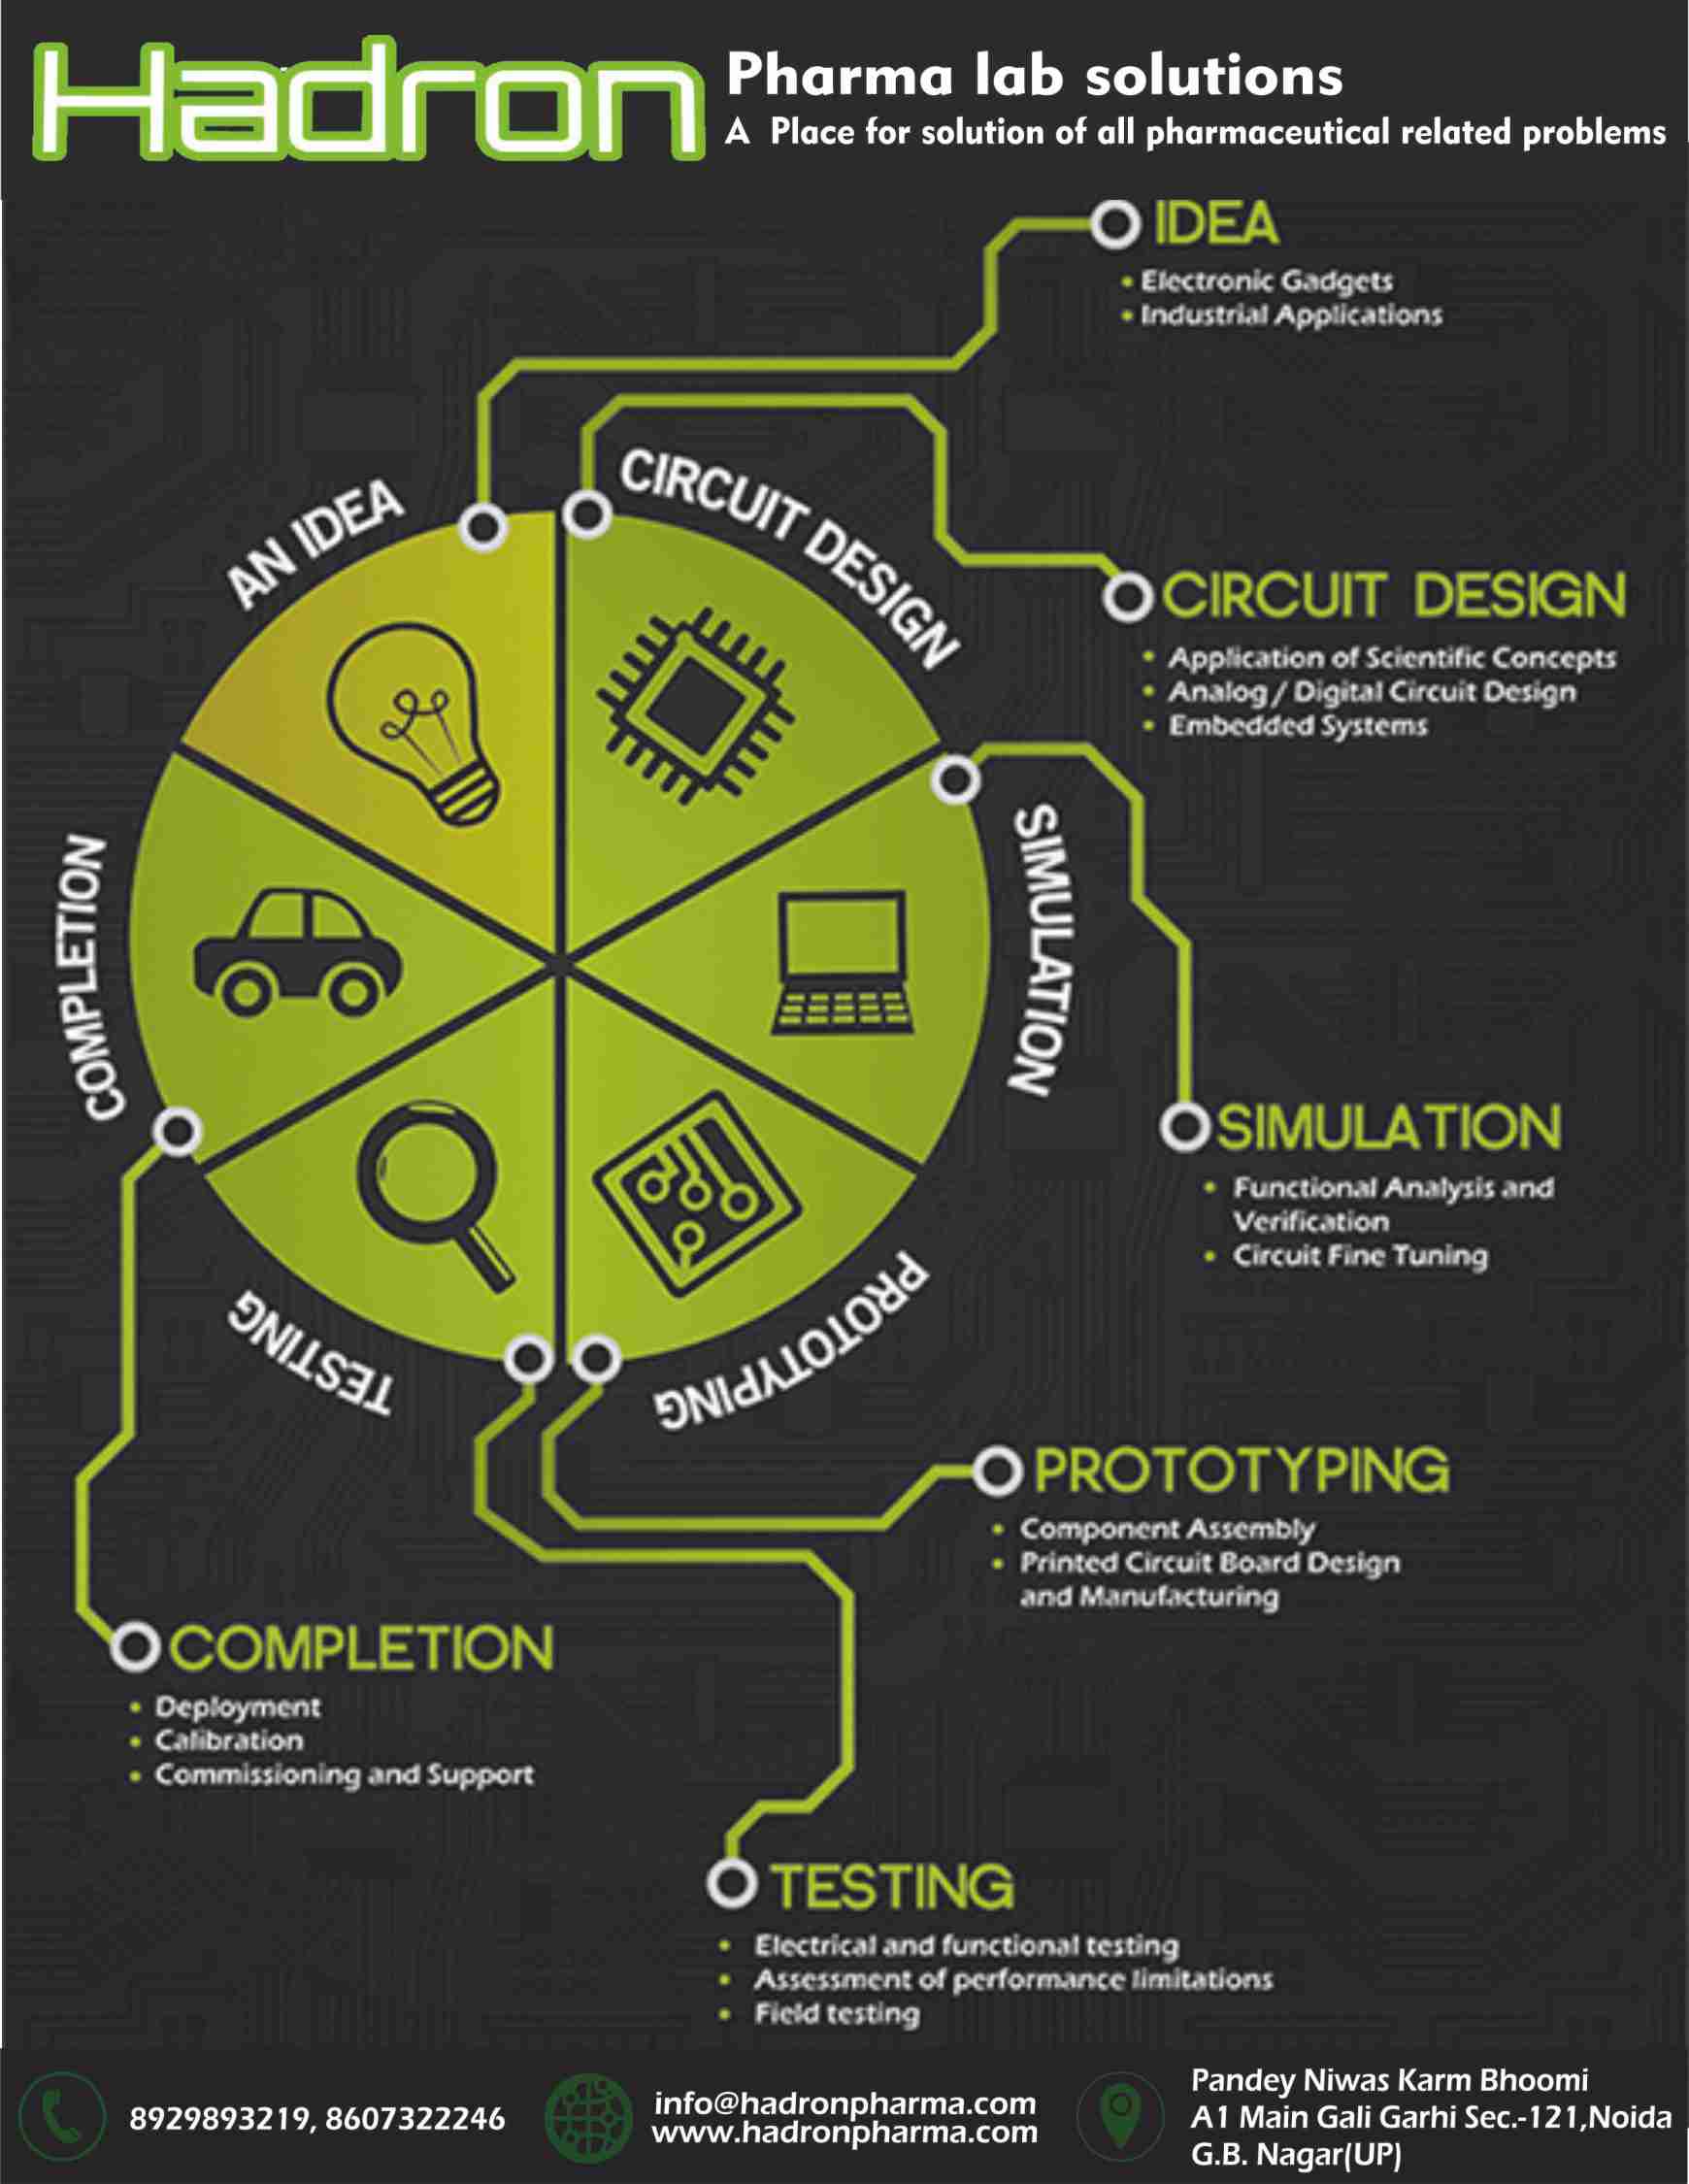 Hadron
Pharma lab solutions
A Place for solution of all pharmaceutical related problems
IDEA
• Electronic Gadgets
• Industrial Applications
AN IDEA
CIRCUIT DESIGN
CIRCUIT DESIGN
• Application of Scientific Concepts
• Analog / Digital Circuit Design
• Embedded Systems
COMPLETION
SIMULATION
SIMULATION
• Functional Analysis and
Verification
• Circuit Fine Tuning
TESTING
PROTOTYPING
PROTOTYPING
• Component Assembly
• Printed Circuit Board Design
and Manufacturing
COMPLETION
• Deployment
• Calibration
• Commissioning and Support
TESTING
• Electrical and functional testing
• Assessment of performance limitations
• Field testing
8929893219, 8607322246
info@hadronpharma.com
www.hadronpharma.com
Pandey Niwas Karm Bhoomi
A1 Main Gali Garhi Sec.-121,Noida
G.B. Nagar(UP)